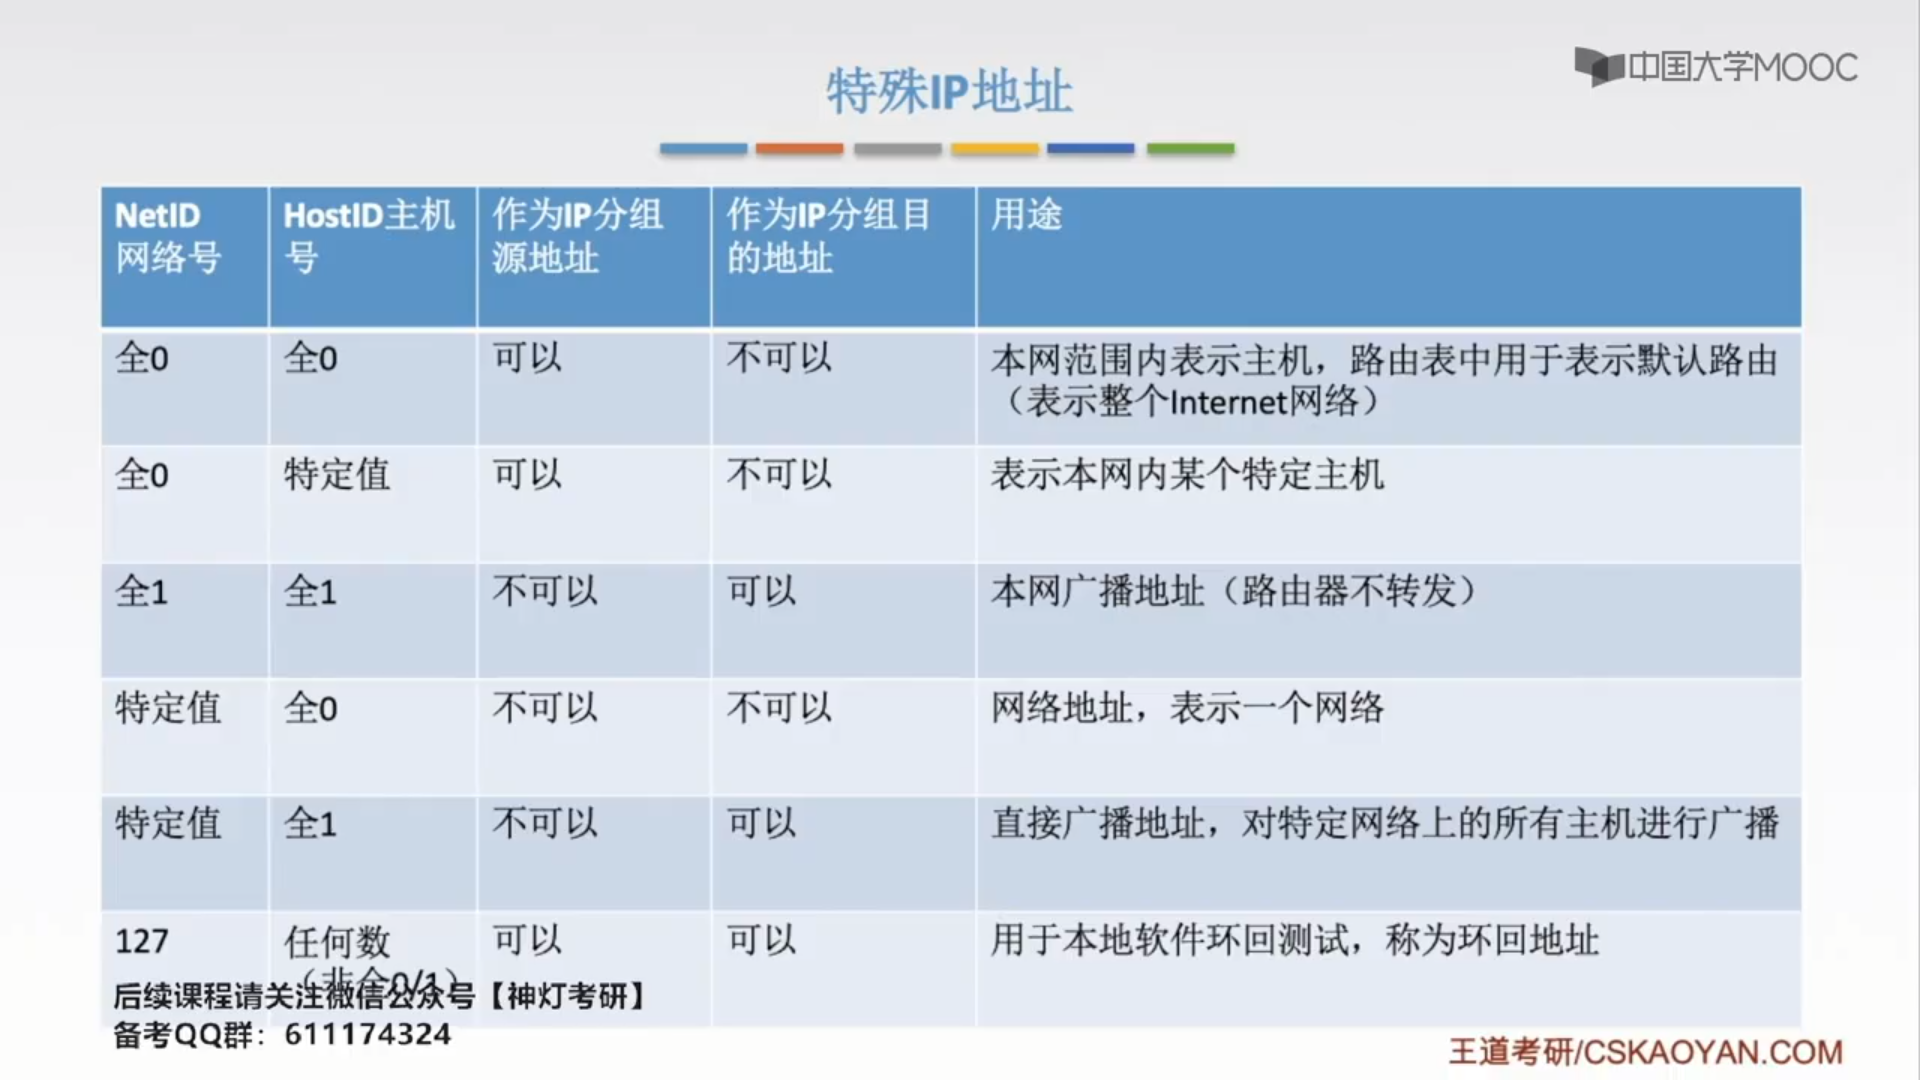 中国大学MOOC
特殊IP地址
NetID
网络号
HostID主机
号
作为IP分组
源地址
作为IP分组目
的地址
用途
全0
全0
可以
不可以
本网范围内表示主机，路由表中用于表示默认路由
（表示整个Internet网络）
全0
特定值
可以
不可以
表示本网内某个特定主机
全1
全1
不可以
可以
本网广播地址（路由器不转发）
特定值
全0
不可以
不可以
网络地址，表示一个网络
特定值
全1
不可以
可以
直接广播地址，对特定网络上的所有主机进行广播
127
任何数
（非全0/1）
可以
可以
用于本地软件环回测试，称为环回地址
后续课程请关注微信公众号【神灯考研】
备考QQ群：611174324
王道考研/CSKAOYAN.COM